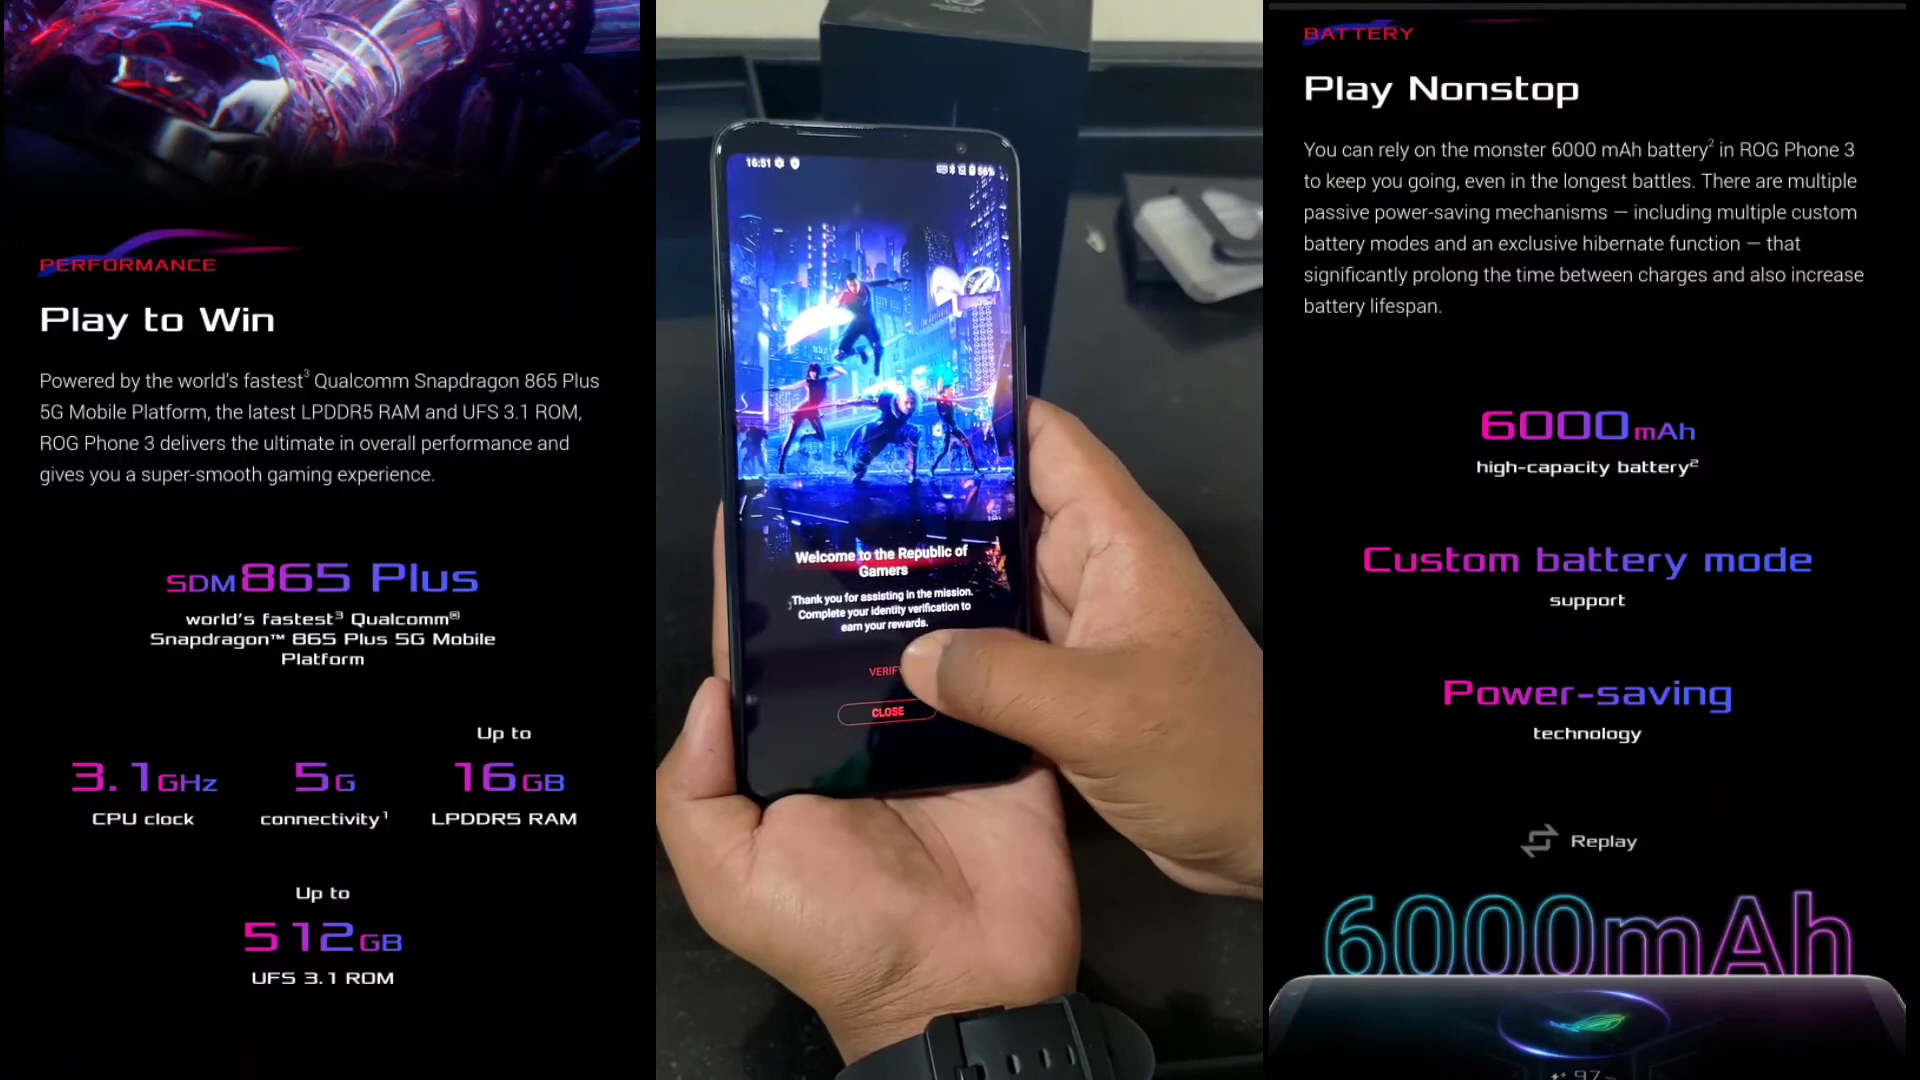 PERFORMANCE
Play to Win
Powered by the world's fastest³ Qualcomm Snapdragon 865 Plus
5G Mobile Platform, the latest LPDDR5 RAM and UFS 3.1 ROM,
ROG Phone 3 delivers the ultimate in overall performance and
gives you a super-smooth gaming experience.
SDM865 Plus
world's fastest³ Qualcomm®
Snapdragon™ 865 Plus 5G Mobile
Platform
3.1GHz
CPU clock
5G
connectivity¹
Up to
16GB
LPDDR5 RAM
Up to
512GB
UFS 3.1 ROM
16:51
56%
Welcome to the Republic of
Gamers
Thank you for assisting in the mission.
Complete your identity verification to
earn your rewards.
VERIFY
CLOSE
BATTERY
Play Nonstop
You can rely on the monster 6000 mAh battery² in ROG Phone 3
to keep you going, even in the longest battles. There are multiple
passive power-saving mechanisms — including multiple custom
battery modes and an exclusive hibernate function — that
significantly prolong the time between charges and also increase
battery lifespan.
6000mAh
high-capacity battery²
Custom battery mode
support
Power-saving
technology
Replay
6000mAh
97